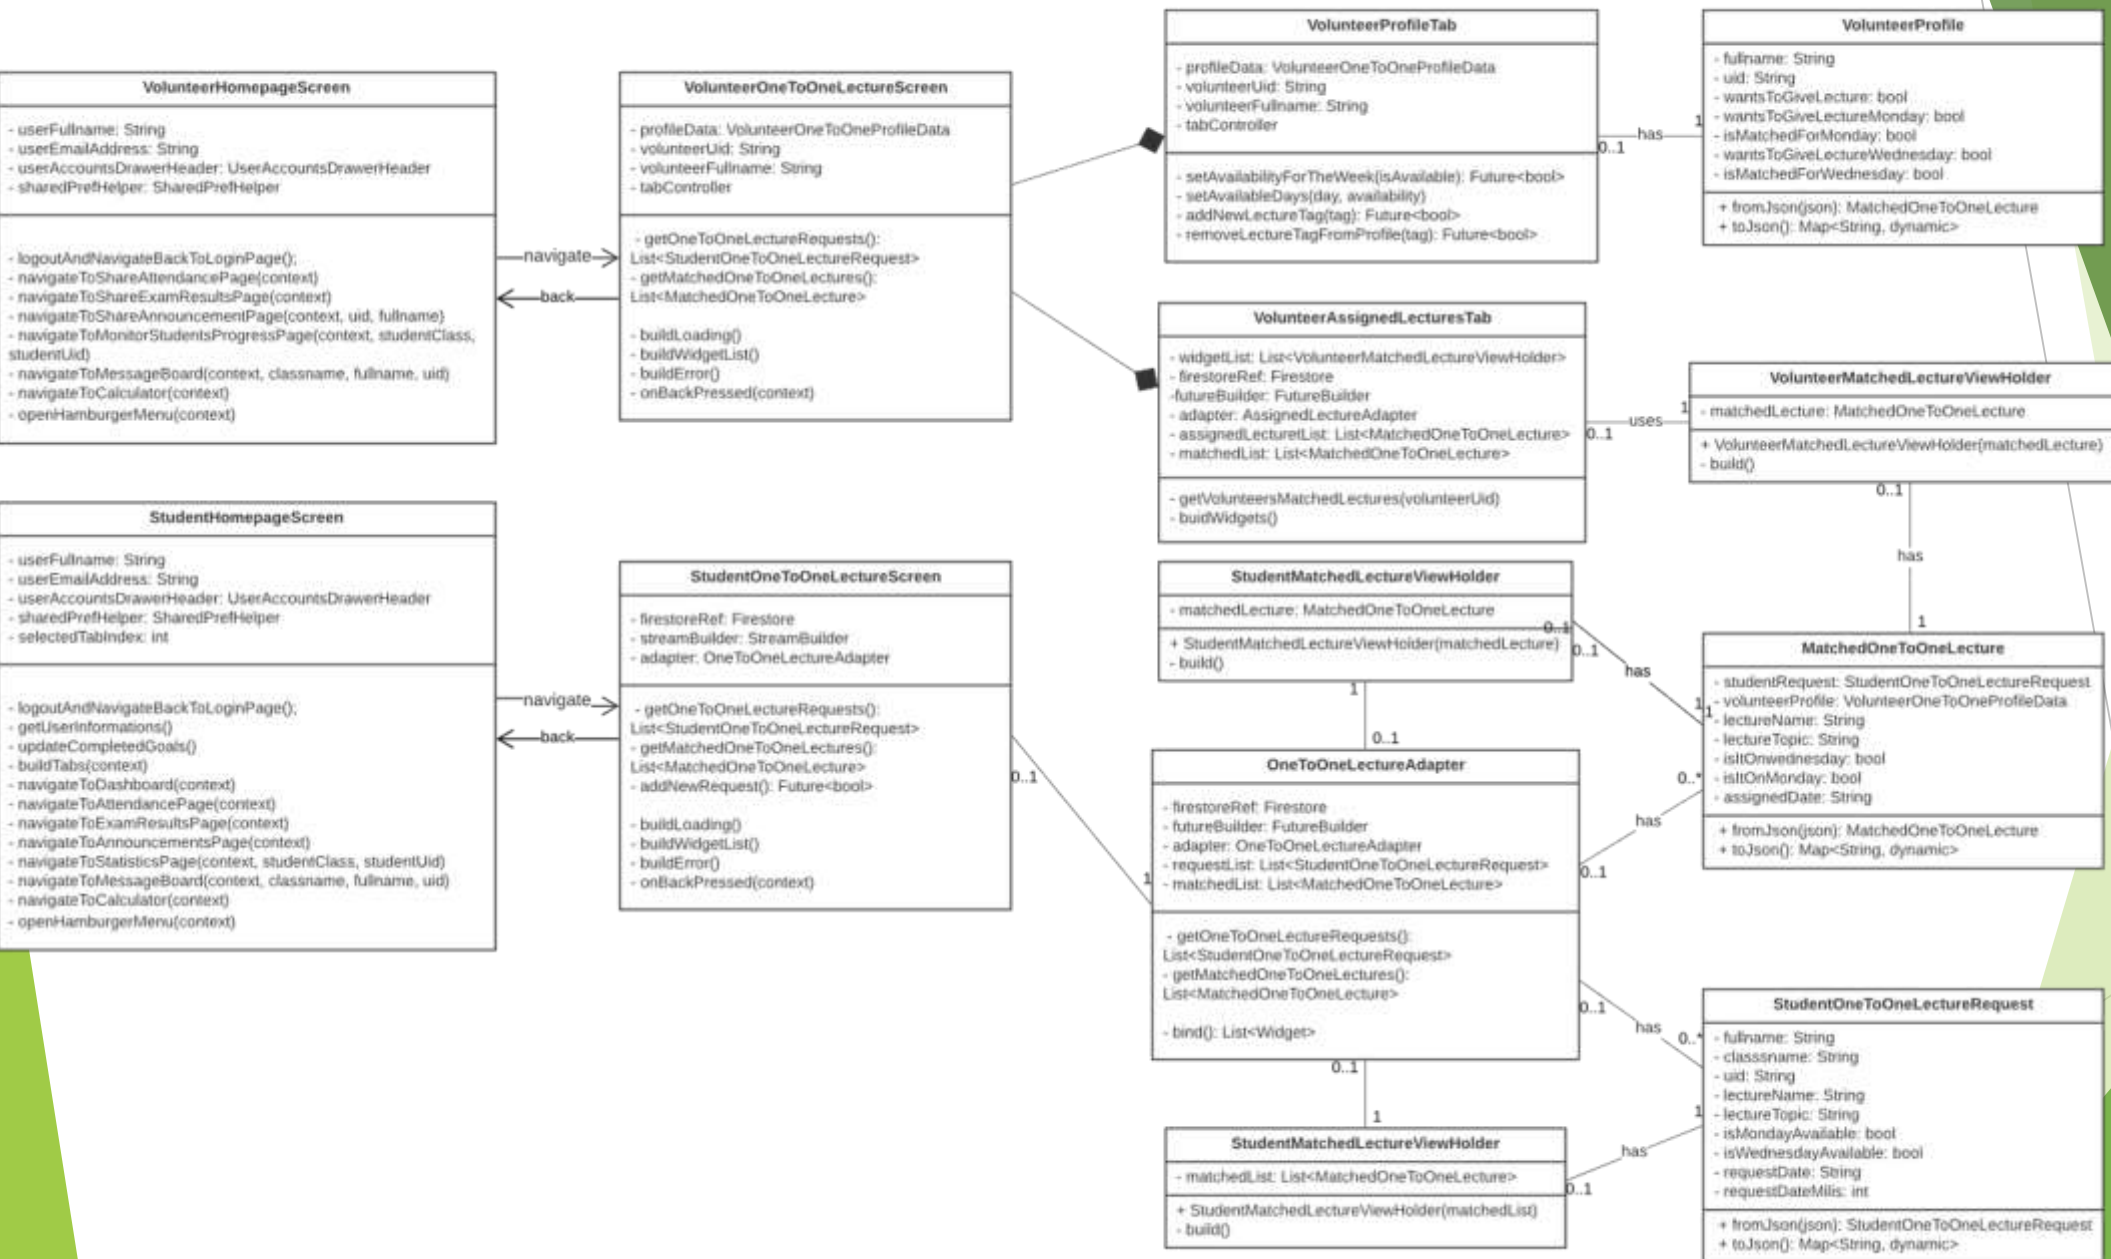 VolunteerHomepageScreen
- userFullname: String
- userEmailAddress: String
- userAccountsDrawerHeader: UserAccountsDrawerHeader
- sharedPrefHelper: SharedPrefHelper
- logoutAndNavigateBackToLoginPage();
- navigateToShareAttendancePage(context)
- navigateToShareExamResultsPage(context)
- navigateToShareAnnouncementPage(context, uid, fullname)
- navigateToMonitorStudentsProgressPage(context, studentClass,
studentUid)
- navigateToMessageBoard(context, classname, fullname, uid)
- navigateToCalculator(context)
- openHamburgerMenu(context)
navigate
back
VolunteerOneToOneLectureScreen
- profileData: VolunteerOneToOneProfileData
- volunteerUid: String
- volunteerFullname: String
- tabController
- getOneToOneLectureRequests():
List<StudentOneToOneLectureRequest>
- getMatchedOneToOneLectures():
List<MatchedOneToOneLecture>
- buildLoading()
- buildWidgetList()
- buildError()
- onBackPressed(context)
VolunteerProfileTab
- profileData: VolunteerOneToOneProfileData
- volunteerUid: String
- volunteerFullname: String
- tabController
- setAvailabilityForTheWeek(isAvailable): Future<bool>
- setAvailableDays(day, availability)
- addNewLectureTag(tag): Future<bool>
- removeLectureTagFromProfile(tag): Future<bool>
0..1
has
1
VolunteerProfile
- fullname: String
- uid: String
- wantsToGiveLecture: bool
- wantsToGiveLectureMonday: bool
- isMatchedForMonday: bool
- wantsToGiveLectureWednesday: bool
- isMatchedForWednesday: bool
+ fromJson(json): MatchedOneToOneLecture
+ toJson(): Map<String, dynamic>
VolunteerAssignedLecturesTab
- widgetList: List<VolunteerMatchedLectureViewHolder>
- firestoreRef: Firestore
-futureBuilder: FutureBuilder
- adapter: AssignedLectureAdapter
- assignedLecturetList: List<MatchedOneToOneLecture>
- matchedList: List<MatchedOneToOneLecture>
- getVolunteersMatchedLectures(volunteerUid)
- buidWidgets()
0..1
uses
1
VolunteerMatchedLectureViewHolder
- matchedLecture: MatchedOneToOneLecture
+ VolunteerMatchedLectureViewHolder(matchedLecture)
- build()
0..1
has
1
StudentHomepageScreen
- userFullname: String
- userEmailAddress: String
- userAccountsDrawerHeader: UserAccountsDrawerHeader
- sharedPrefHelper: SharedPrefHelper
- selectedTabIndex: int
- logoutAndNavigateBackToLoginPage();
- getUserInformations()
- updateCompletedGoals()
- buildTabs(context)
- navigateToDashboard(context)
- navigateToAttendancePage(context)
- navigateToExamResultsPage(context)
- navigateToAnnouncementsPage(context)
- navigateToStatisticsPage(context, studentClass, studentUid)
- navigateToMessageBoard(context, classname, fullname, uid)
- navigateToCalculator(context)
- openHamburgerMenu(context)
navigate
back
StudentOneToOneLectureScreen
- firestoreRef: Firestore
- streamBuilder: StreamBuilder
- adapter: OneToOneLectureAdapter
- getOneToOneLectureRequests():
List<StudentOneToOneLectureRequest>
- getMatchedOneToOneLectures():
List<MatchedOneToOneLecture>
- addNewRequest(): Future<bool>
- buildLoading()
- buildWidgetList()
- buildError()
- onBackPressed(context)
0..1
1
StudentMatchedLectureViewHolder
- matchedLecture: MatchedOneToOneLecture
+ StudentMatchedLectureViewHolder(matchedLecture)
- build()
0..1
0..1
has
1
1
1
0..1
MatchedOneToOneLecture
- studentRequest: StudentOneToOneLectureRequest
- volunteerProfile: VolunteerOneToOneProfileData
- lectureName: String
- lectureTopic: String
- isItOnwednesday: bool
- isItOnMonday: bool
- assignedDate: String
+ fromJson(json): MatchedOneToOneLecture
+ toJson(): Map<String, dynamic>
OneToOneLectureAdapter
- firestoreRef: Firestore
- futureBuilder: FutureBuilder
- adapter: OneToOneLectureAdapter
- requestList: List<StudentOneToOneLectureRequest>
- matchedList: List<MatchedOneToOneLecture>
- getOneToOneLectureRequests():
List<StudentOneToOneLectureRequest>
- getMatchedOneToOneLectures():
List<MatchedOneToOneLecture>
- bind(): List<Widget>
0..*
has
0..1
0..1
has
0..*
0..1
1
StudentMatchedLectureViewHolder
- matchedList: List<MatchedOneToOneLecture>
+ StudentMatchedLectureViewHolder(matchedList)
- build()
0..1
has
1
StudentOneToOneLectureRequest
- fullname: String
- classsname: String
- uid: String
- lectureName: String
- lectureTopic: String
- isMondayAvailable: bool
- isWednesdayAvailable: bool
- requestDate: String
- requestDateMilis: int
+ fromJson(json): StudentOneToOneLectureRequest
+ toJson(): Map<String, dynamic>